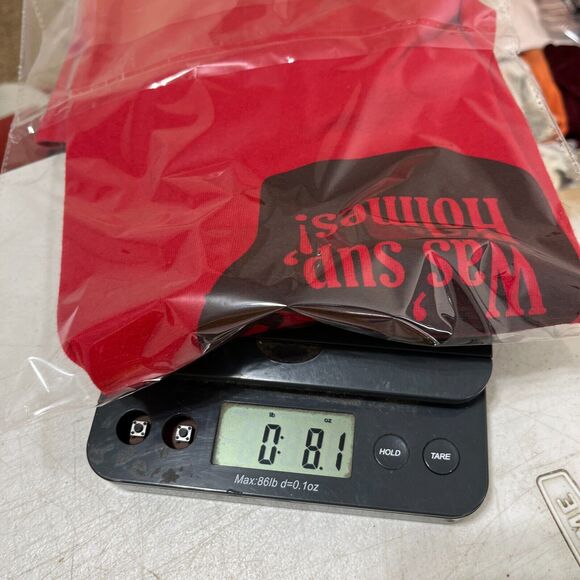 Was 'sup,
Holmes!
lb oz
0: 8.1
HOLD
TARE
Max:86lb d=0.1oz